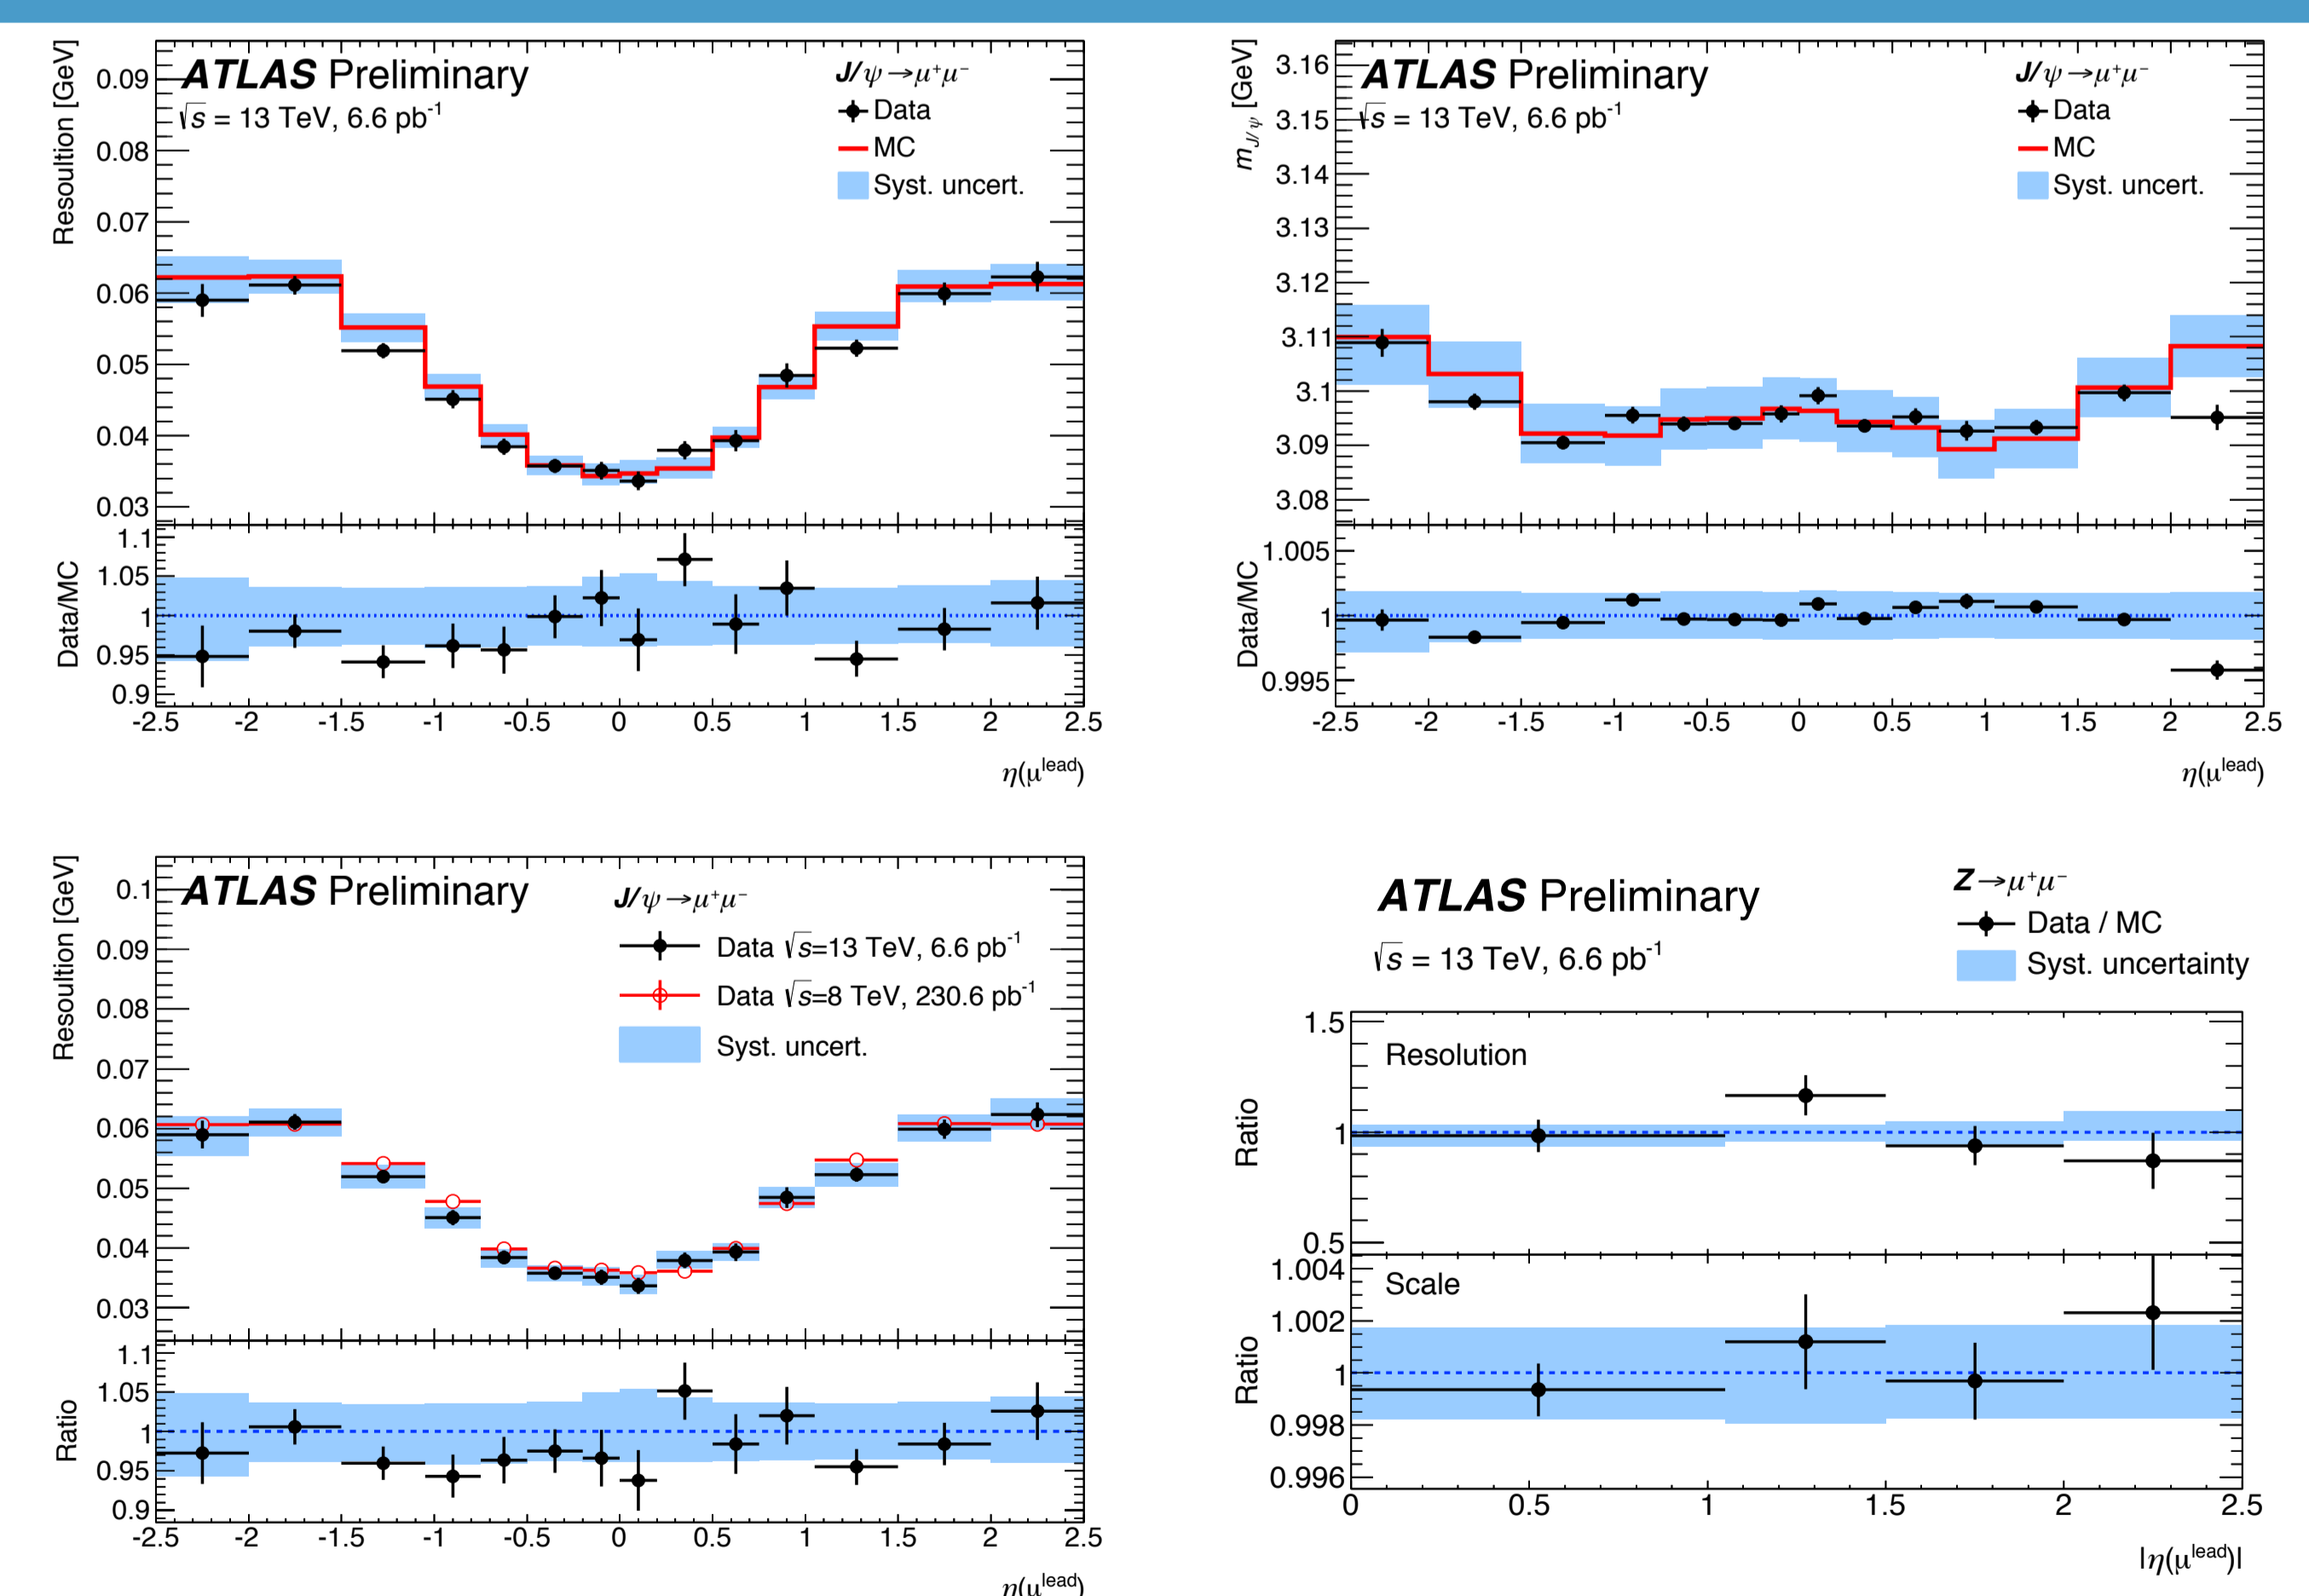 ATLAS Preliminary
√s = 13 TeV, 6.6 pb⁻¹
J/ψ→μ⁺μ⁻
Data
MC
Syst. uncert.
Resoultion [GeV]
0.09
0.08
0.07
0.06
0.05
0.04
0.03
Data/MC
1.1
1.05
1
0.95
0.9
-2.5 -2 -1.5 -1 -0.5 0 0.5 1 1.5 2 2.5
η(μ^lead)
ATLAS Preliminary
√s = 13 TeV, 6.6 pb⁻¹
J/ψ→μ⁺μ⁻
Data
MC
Syst. uncert.
m_J/ψ [GeV]
3.16
3.15
3.14
3.13
3.12
3.11
3.1
3.09
3.08
Data/MC
1.005
1
0.995
-2.5 -2 -1.5 -1 -0.5 0 0.5 1 1.5 2 2.5
η(μ^lead)
ATLAS Preliminary
J/ψ→μ⁺μ⁻
Data √s=13 TeV, 6.6 pb⁻¹
Data √s=8 TeV, 230.6 pb⁻¹
Syst. uncert.
Resoultion [GeV]
0.1
0.09
0.08
0.07
0.06
0.05
0.04
0.03
Ratio
1.1
1.05
1
0.95
0.9
-2.5 -2 -1.5 -1 -0.5 0 0.5 1 1.5 2 2.5
η(μ^lead)
ATLAS Preliminary
√s = 13 TeV, 6.6 pb⁻¹
Z→μ⁺μ⁻
Data / MC
Syst. uncertainty
Resolution
Ratio
1.5
1
0.5
Scale
Ratio
1.004
1.002
1
0.998
0.996
0 0.5 1 1.5 2 2.5
|η(μ^lead)|